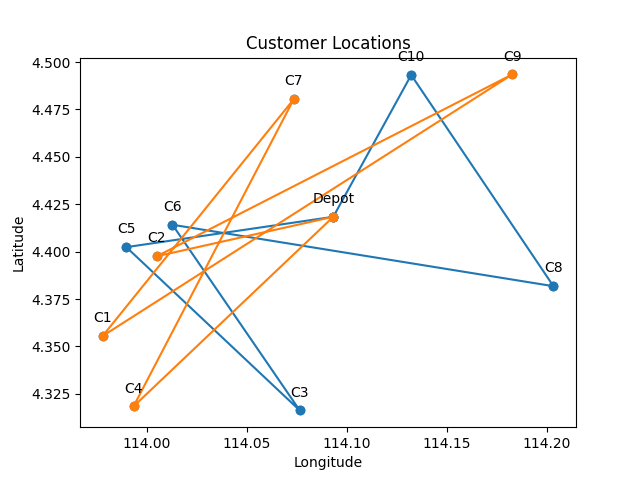 Customer Locations
4.500
4.475
4.450
4.425
4.400
4.375
4.350
4.325
Latitude
C10
C9
C7
Depot
C6
C5
C2
C8
C1
C4
C3
114.00
114.05
114.10
114.15
114.20
Longitude